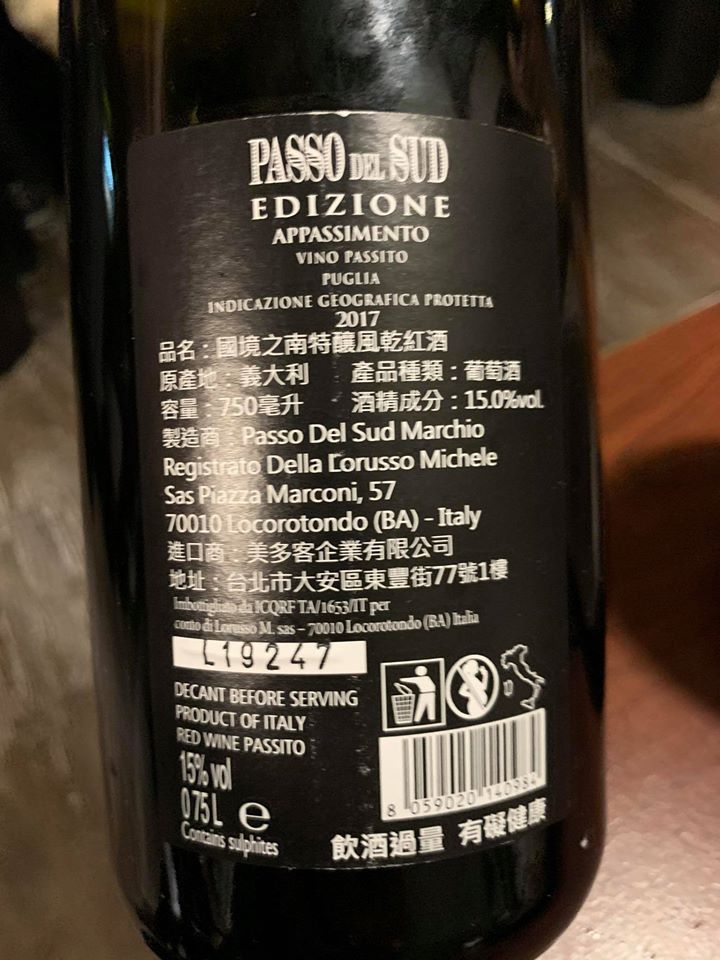 PASSO DEL SUD
EDIZIONE
APPASSIMENTO
VINO PASSITO
PUGLIA
INDICAZIONE GEOGRAFICA PROTETTA
2017
品名：國境之南特釀風乾紅酒
原產地：義大利 產品種類：葡萄酒
容量：750毫升 酒精成分：15.0%vol
製造商：Passo Del Sud Marchio
Registrato Della Lorusso Michele
Sas Piazza Marconi, 57
70010 Locorotondo (BA) - Italy
進口商：美多客企業有限公司
地址：台北市大安區東豐街77號1樓
Imbottigliato da ICQRF TA/1653/IT per
conto di Lorusso M. sas – 70010 Locorotondo (BA) Italia
L19247
DECANT BEFORE SERVING
PRODUCT OF ITALY
RED WINE PASSITO
15% vol
0,75L e
Contains sulphites
8 059020 140984
飲酒過量 有礙健康